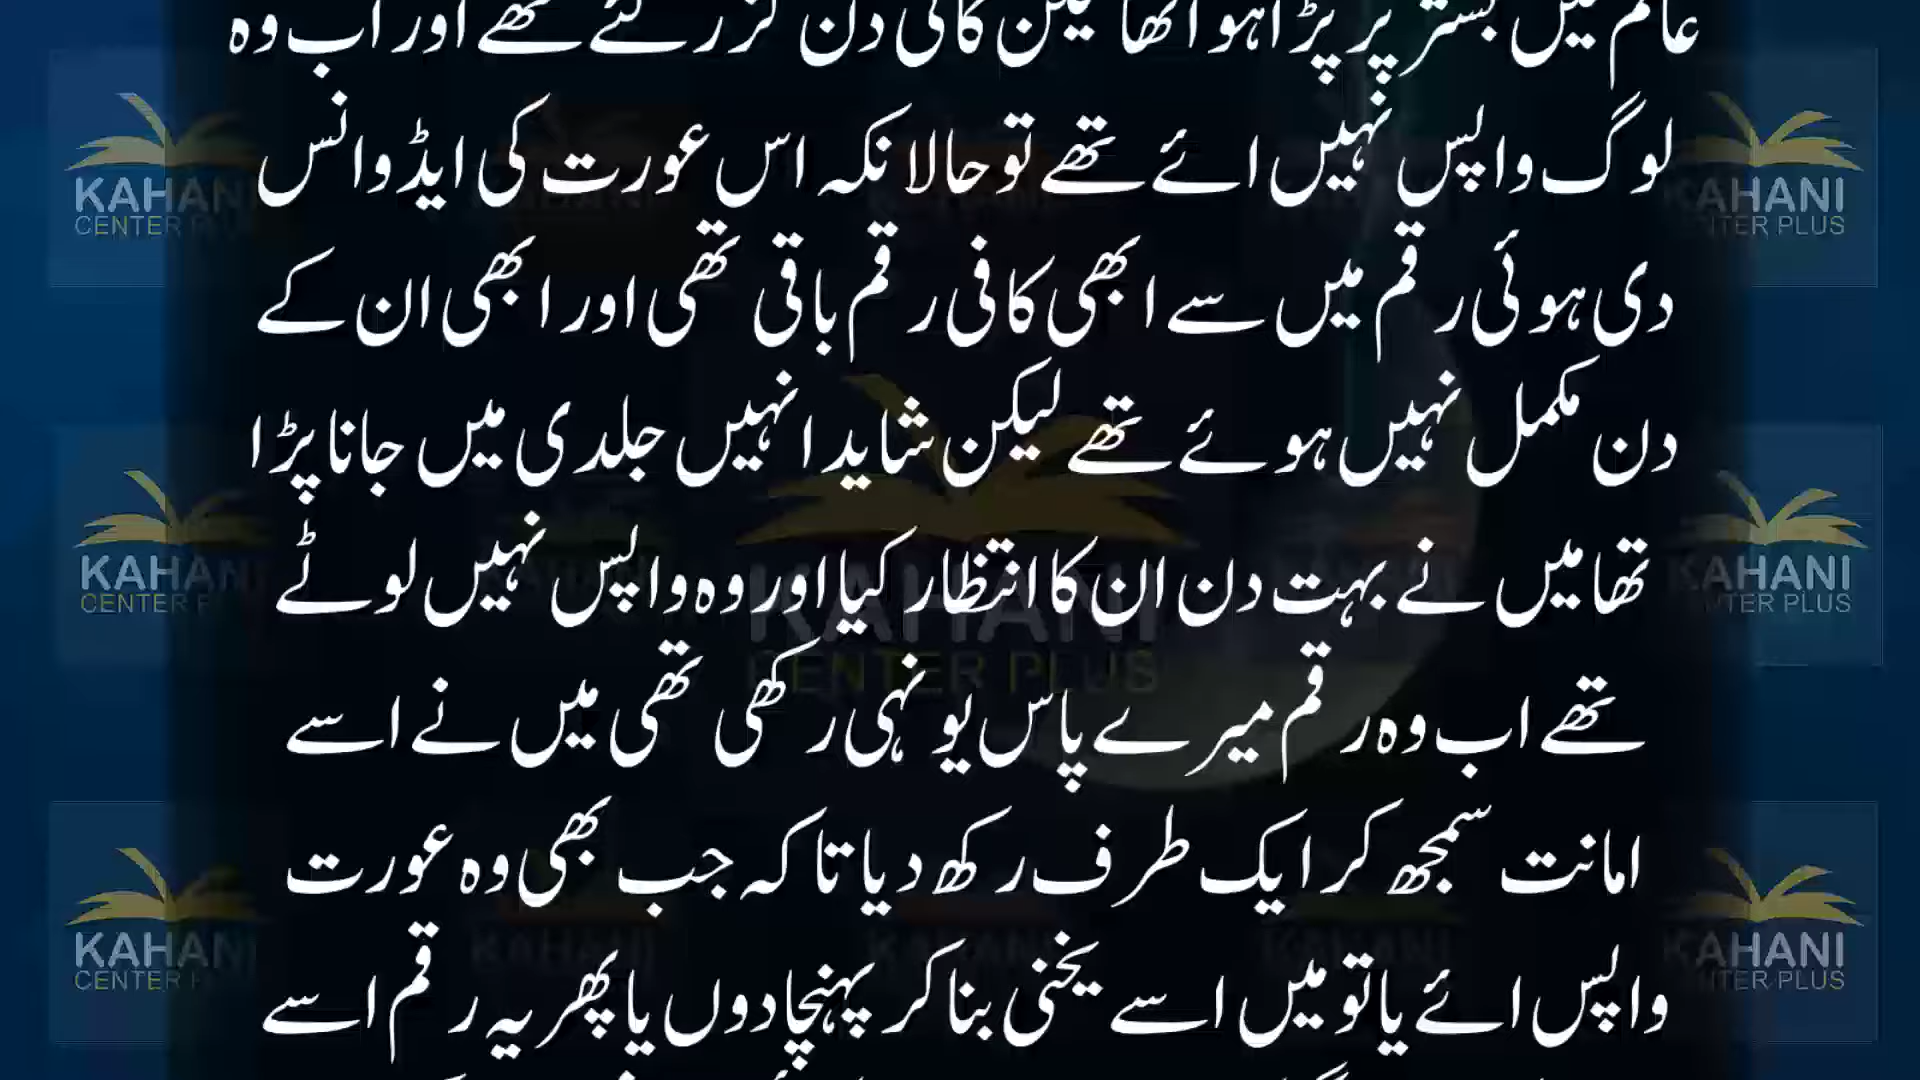 عالم میں بستر پر پڑا ہوا تھا لیکن کافی دن گزر گئے تھے اور اب وہ
لوگ واپس نہیں ائے تھے تو حالانکہ اس عورت کی ایڈوانس
دی ہوئی رقم میں سے ابھی کافی رقم باقی تھی اور ابھی ان کے
دن مکمل نہیں ہوئے تھے لیکن شاید انہیں جلدی میں جانا پڑا
تھا میں نے بہت دن ان کا انتظار کیا اور وہ واپس نہیں لوٹے
تھے اب وہ رقم میرے پاس یونہی رکھی تھی میں نے اسے
امانت سمجھ کر ایک طرف رکھ دیا تاکہ جب بھی وہ عورت
واپس ائے یا تو میں اسے یخنی بنا کر پہنچا دوں یا پھر یہ رقم اسے
KAHANI
CENTER PLUS